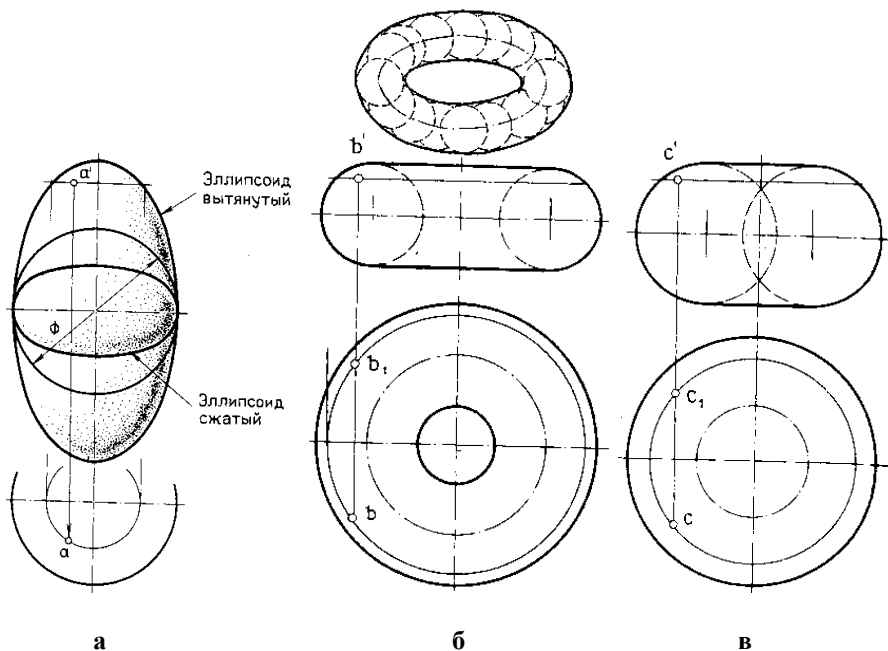 b'
c'
a'
Эллипсоид
вытянутый
Ф
b₁
c₁
Эллипсоид
сжатый
b
c
a
а
б
в